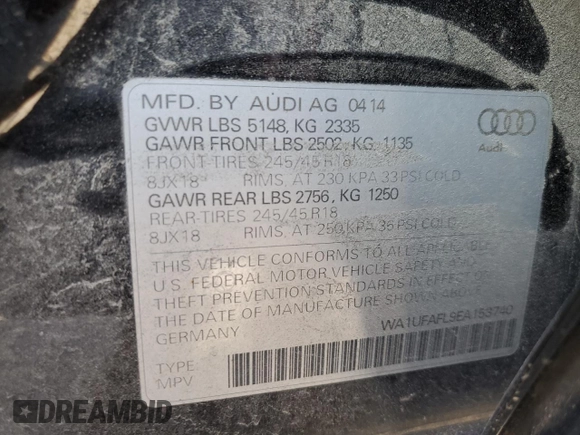 MFD. BY AUDI AG 04 14
GVWR LBS 5148, KG 2335
GAWR FRONT LBS 2502, KG 1135
FRONT-TIRES 245/45 R18
8JX18 RIMS, AT 230 KPA 33 PSI COLD
GAWR REAR LBS 2756, KG 1250
REAR-TIRES 245/45 R18
8JX18 RIMS, AT 250 KPA 36 PSI COLD
Audi
THIS VEHICLE CONFORMS TO ALL APPLICABLE
U.S. FEDERAL MOTOR VEHICLE SAFETY AND
THEFT PREVENTION STANDARDS IN EFFECT ON
THE DATE OF MANUFACTURE SHOWN ABOVE.
GERMANY WA1UFAFL9EA153740
TYPE
MPV
DREAMBID